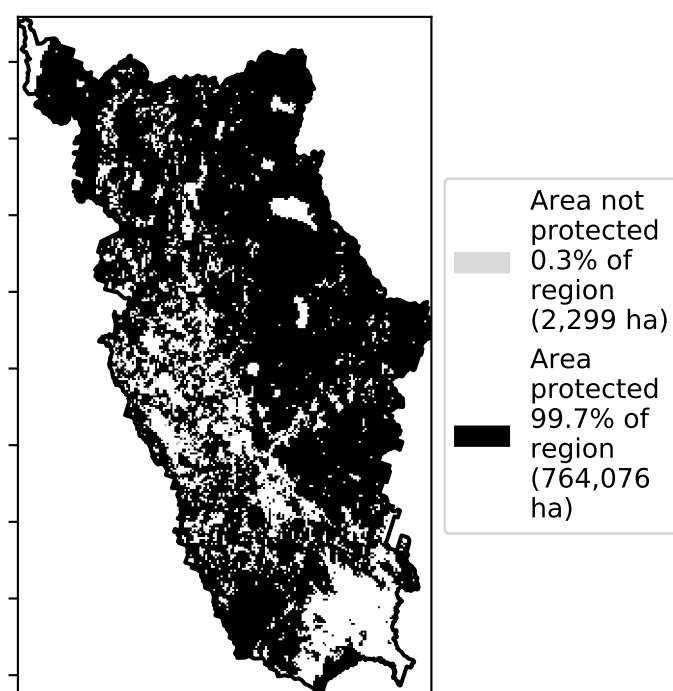 Area not
protected
0.3% of
region
(2,299 ha)
Area
protected
99.7% of
region
(764,076
ha)